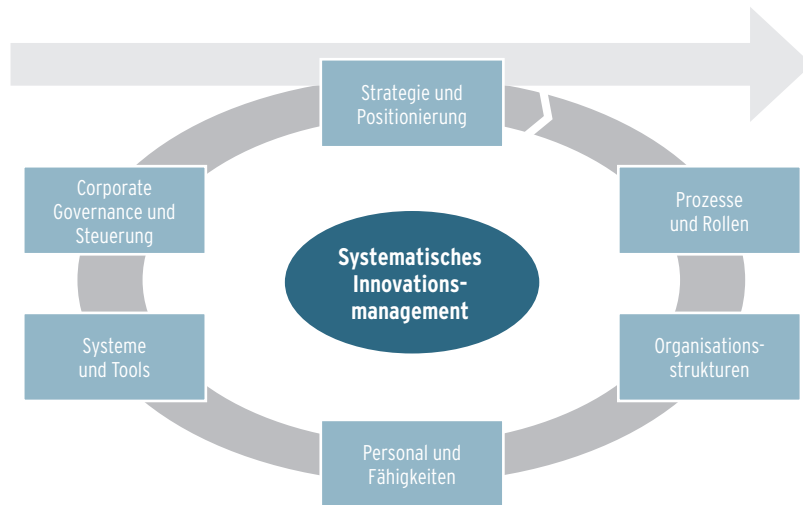 Strategie und
Positionierung
Corporate
Governance und
Steuerung
Prozesse
und Rollen
Systematisches
Innovations-
management
Systeme
und Tools
Organisations-
strukturen
Personal und
Fähigkeiten